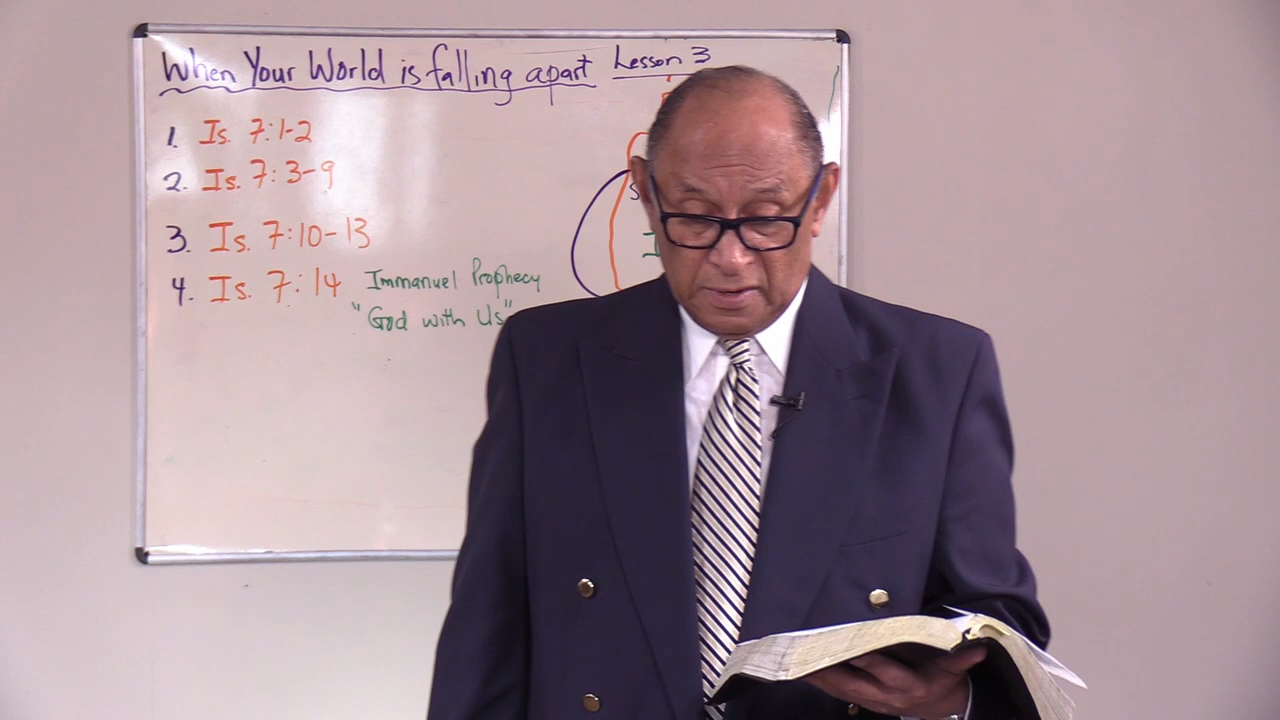 When Your World is falling apart Lesson 3
1. Is. 7:1-2
2. Is. 7:3-9
3. Is. 7:10-13
4. Is. 7:14 Immanuel Prophecy
"God with Us"